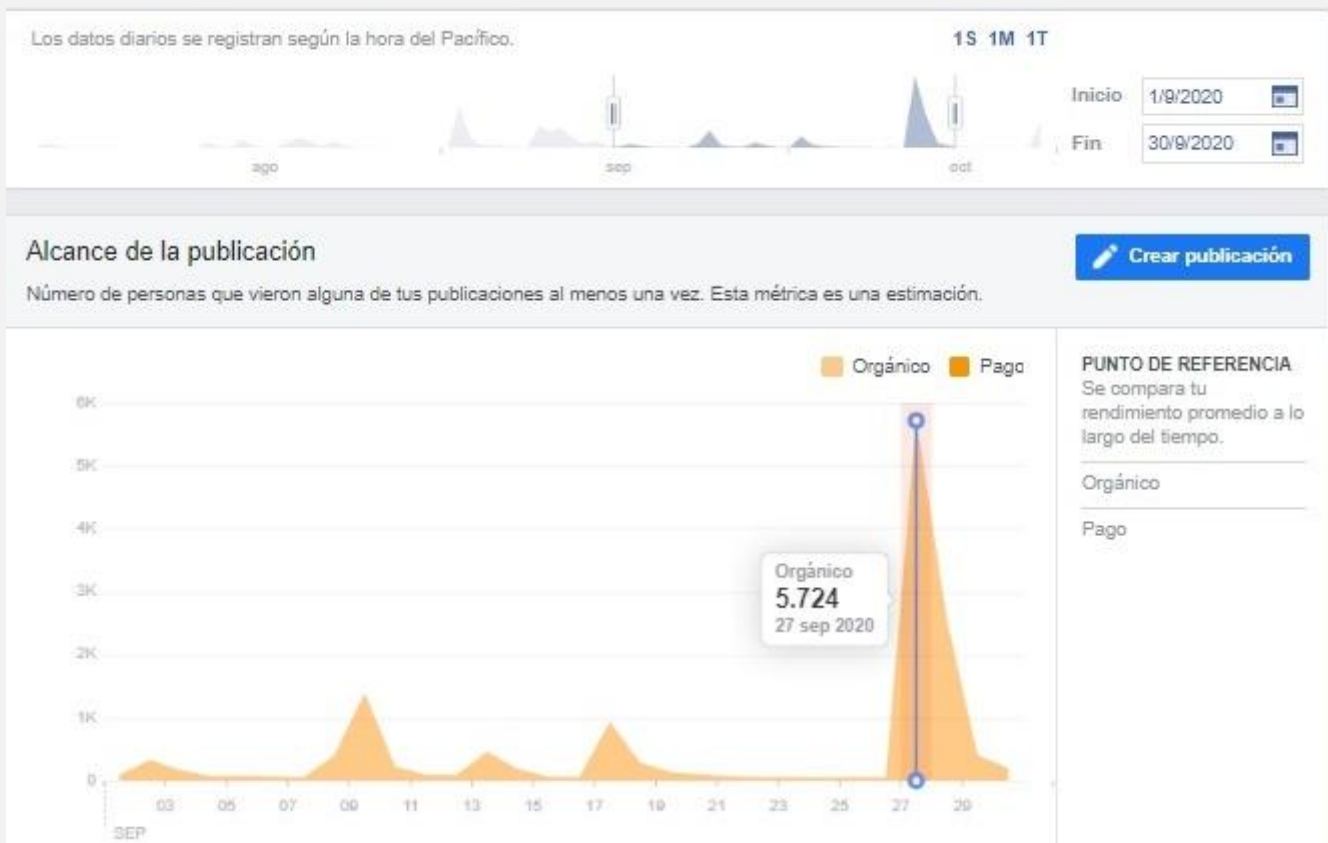 Los datos diarios se registran según la hora del Pacífico.
1S 1M 1T
Inicio 1/9/2020
Fin 30/9/2020
ago sep oct
Alcance de la publicación
Crear publicación
Número de personas que vieron alguna de tus publicaciones al menos una vez. Esta métrica es una estimación.
Orgánico Pago
PUNTO DE REFERENCIA
Se compara tu
rendimiento promedio a lo
largo del tiempo.
Orgánico
Pago
6K
5K
4K
3K
2K
1K
0
Orgánico
5.724
27 sep 2020
03 05 07 09 11 13 15 17 19 21 23 25 27 29
SEP